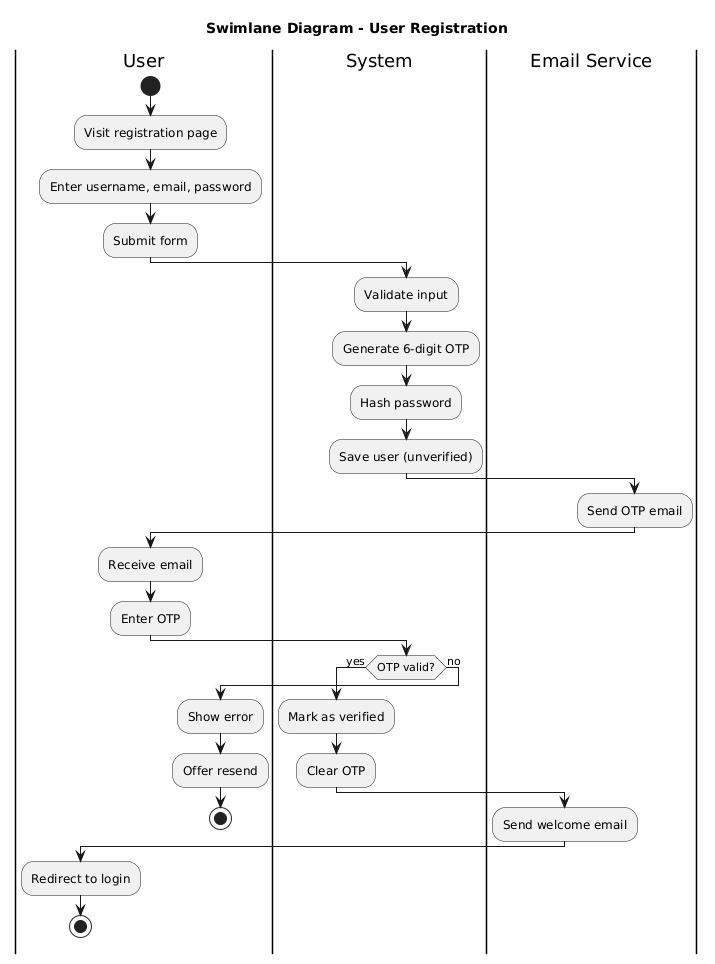 Swimlane Diagram - User Registration
User
System
Email Service
Visit registration page
Enter username, email, password
Submit form
Validate input
Generate 6-digit OTP
Hash password
Save user (unverified)
Send OTP email
Receive email
Enter OTP
OTP valid?
yes
no
Show error
Mark as verified
Offer resend
Clear OTP
Send welcome email
Redirect to login